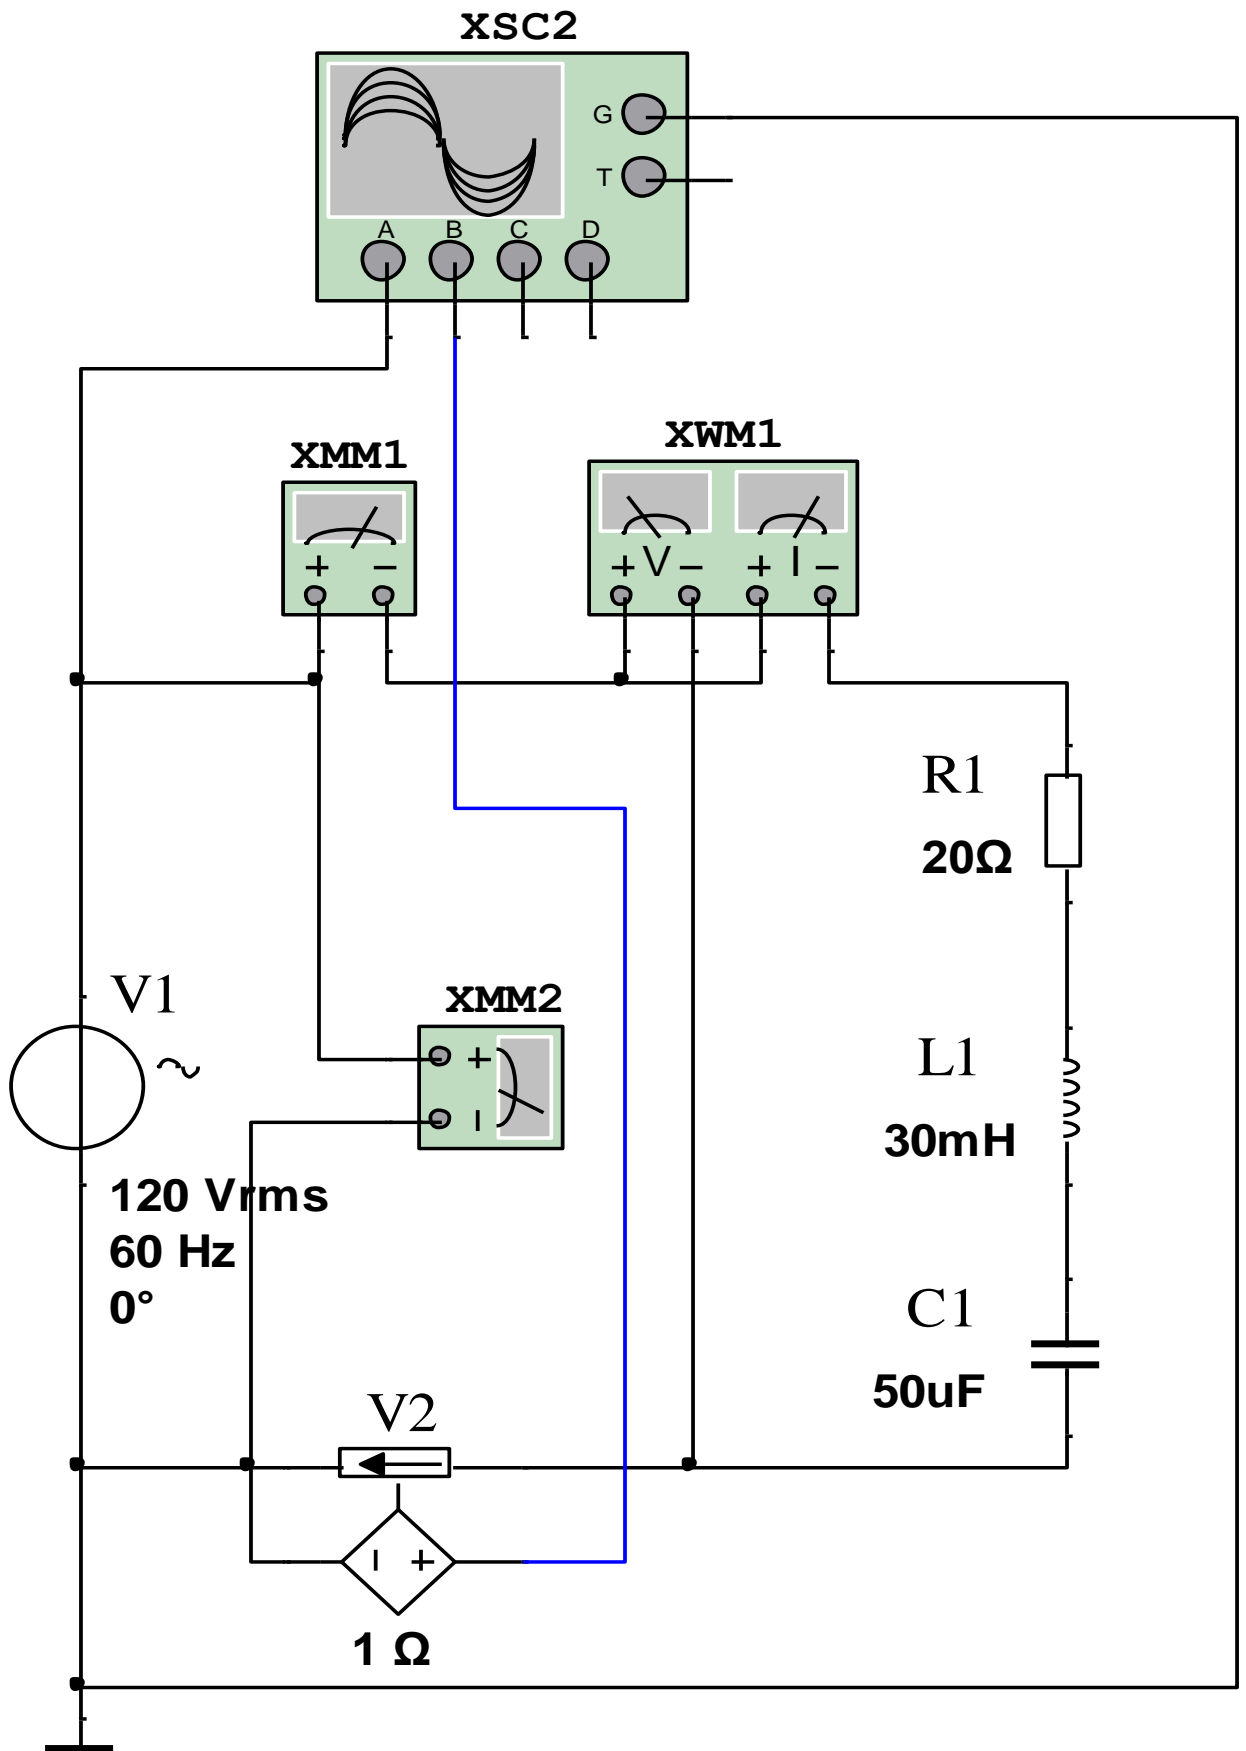 XSC2
G
T
A B C D
XMM1
XWM1
+ −
+ V − + I −
R1
20Ω
V1
XMM2
+
−
L1
30mH
120 Vrms
60 Hz
0°
C1
50uF
V2
− +
1 Ω